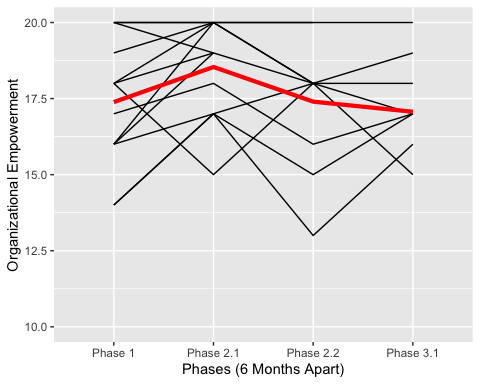 20.0
17.5
15.0
12.5
10.0
Organizational Empowerment
Phase 1 Phase 2.1 Phase 2.2 Phase 3.1
Phases (6 Months Apart)